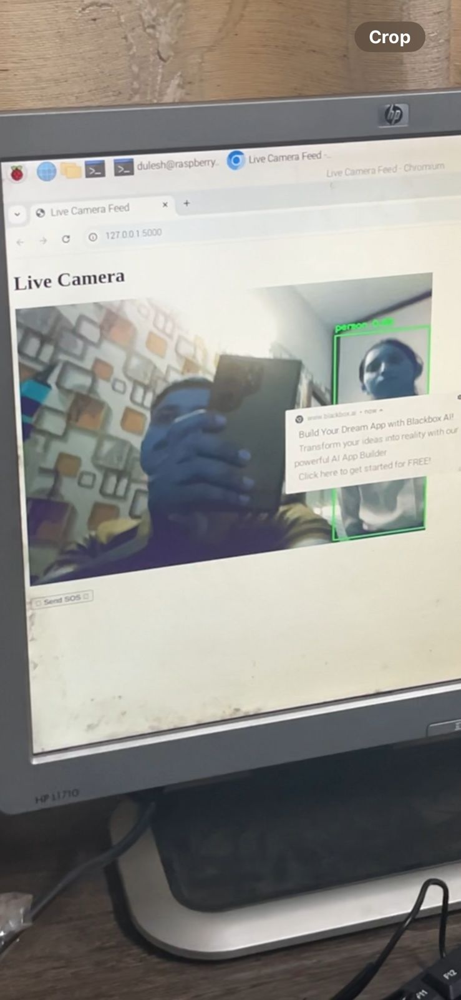 Crop
hp
dulesh@raspberry..
Live Camera Feed -...
Live Camera Feed - Chromium
Live Camera Feed
127.0.0.1:5000
Live Camera
person
www.blackbox.ai • now
Build Your Dream App with Blackbox AI!
Transform your ideas into reality with our
powerful AI App Builder
Click here to get started for FREE!
Send SOS
HP L1710
F11
F12